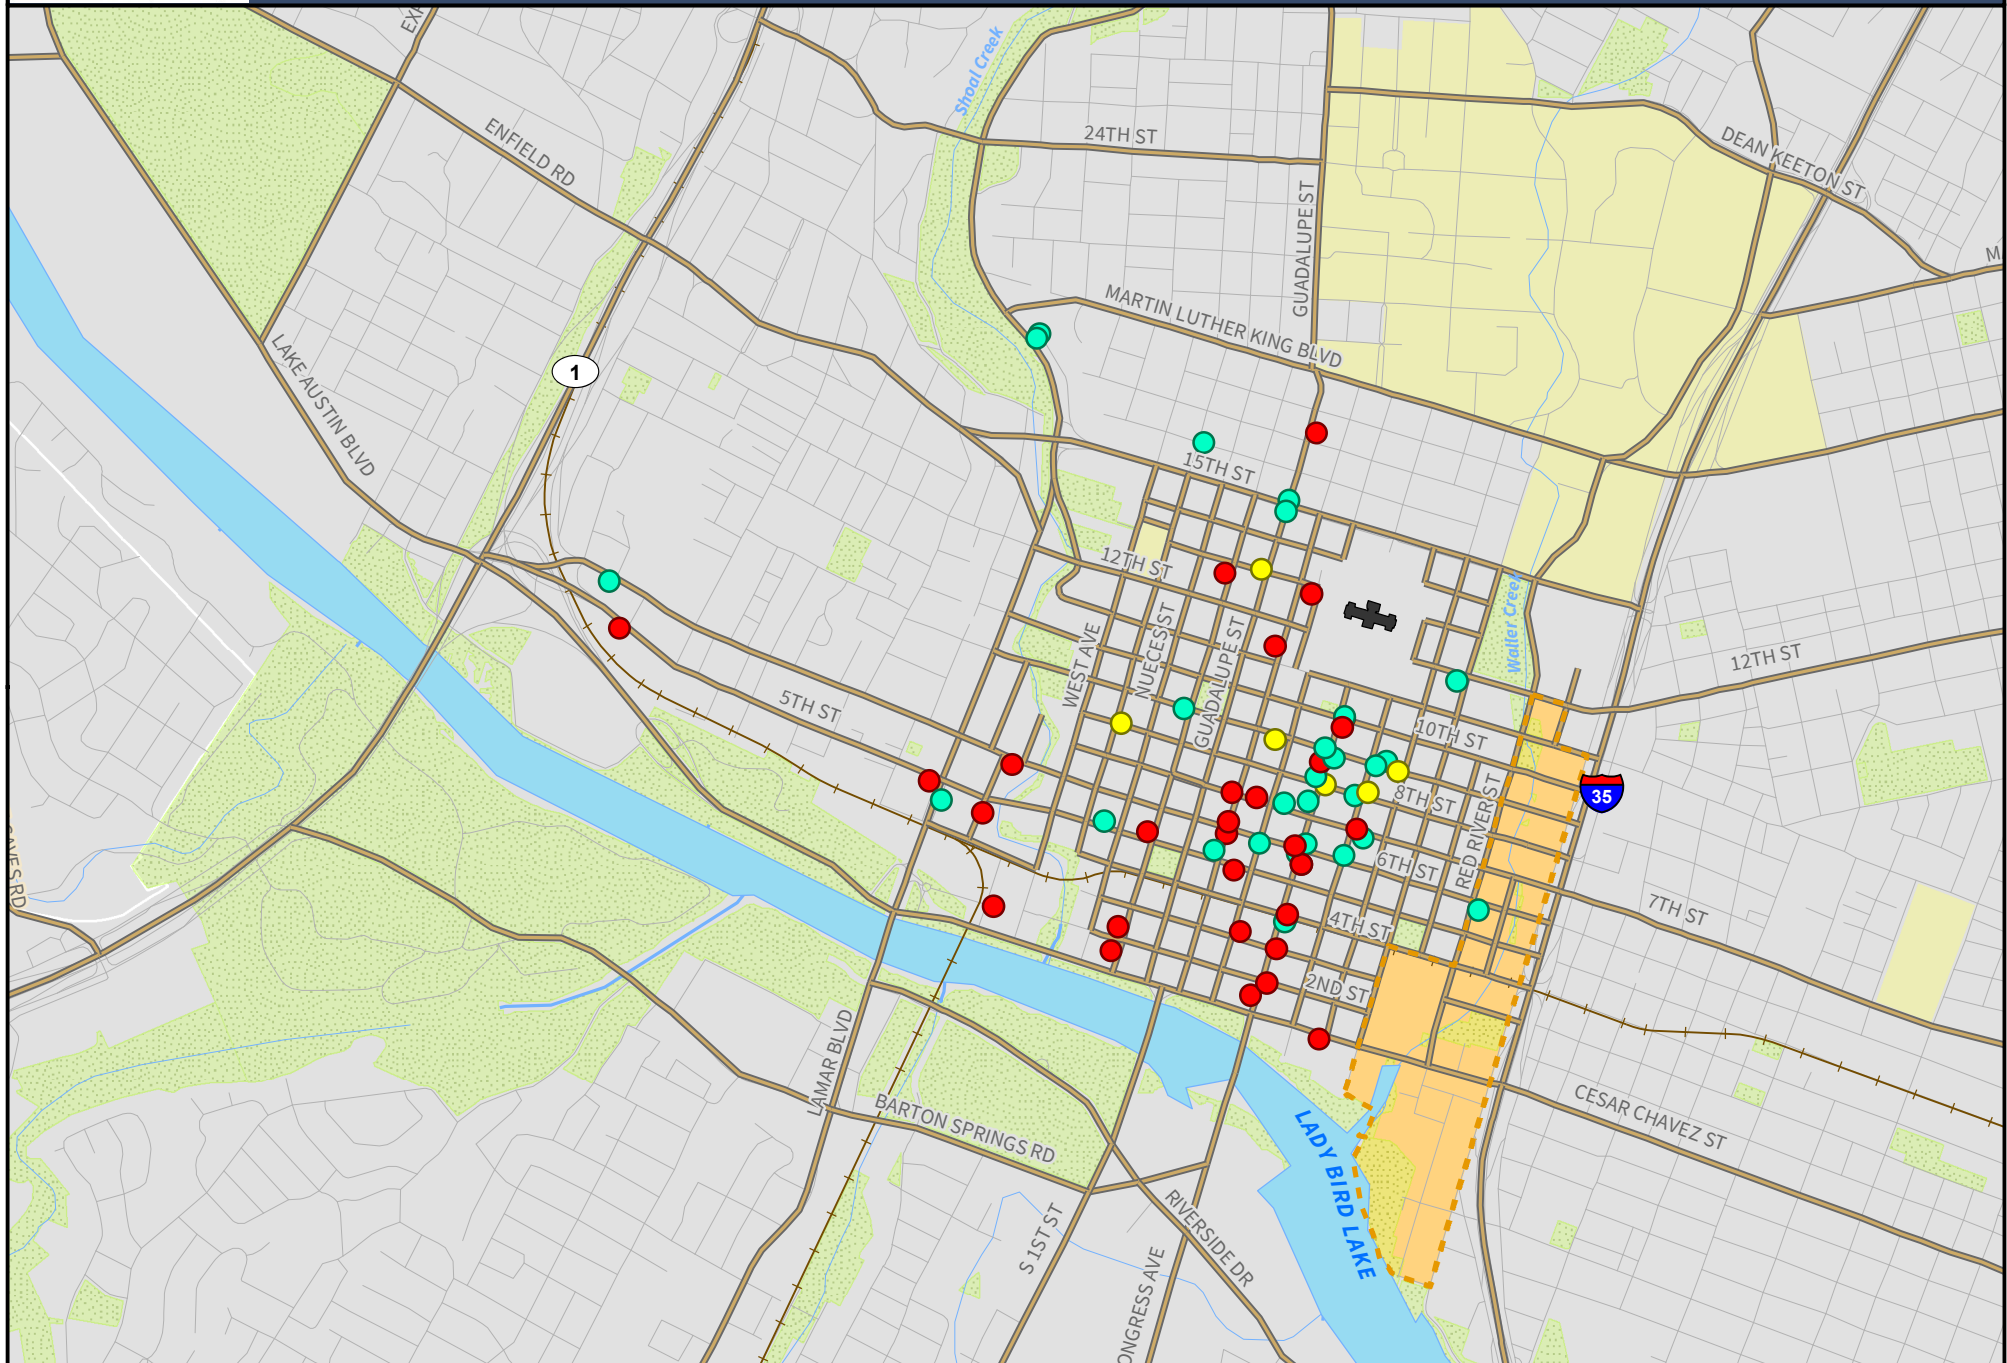 Shoal Creek
24TH ST
ENFIELD RD
DEAN KEETON ST
GUADALUPE ST
MARTIN LUTHER KING BLVD
LAKE AUSTIN BLVD
1
15TH ST
12TH ST
Waller Creek
WEST AVE
NUECES ST
GUADALUPE ST
12TH ST
5TH ST
10TH ST
8TH ST
35
RED RIVER ST
6TH ST
7TH ST
4TH ST
2ND ST
LAMAR BLVD
BARTON SPRINGS RD
CESAR CHAVEZ ST
LADY BIRD LAKE
S 1ST ST
RIVERSIDE DR
ONGRESS AVE